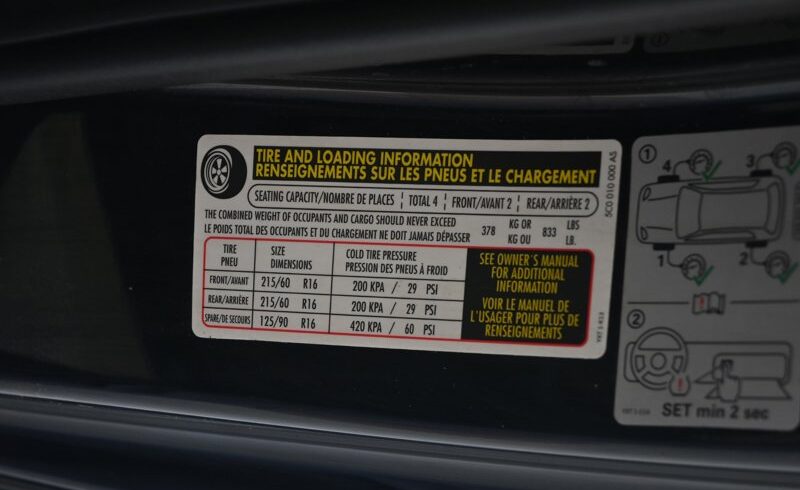 TIRE AND LOADING INFORMATION
RENSEIGNEMENTS SUR LES PNEUS ET LE CHARGEMENT
SEATING CAPACITY/NOMBRE DE PLACES TOTAL 4 FRONT/AVANT 2 REAR/ARRIÈRE 2
THE COMBINED WEIGHT OF OCCUPANTS AND CARGO SHOULD NEVER EXCEED 378 KG OR 833 LBS
LE POIDS TOTAL DES OCCUPANTS ET DU CHARGEMENT NE DOIT JAMAIS DÉPASSER KG OU LB.
TIRE SIZE COLD TIRE PRESSURE
PNEU DIMENSIONS PRESSION DES PNEUS À FROID
FRONT/AVANT 215/60 R16 200 KPA / 29 PSI
REAR/ARRIÈRE 215/60 R16 200 KPA / 29 PSI
SPARE/DE SECOURS 125/90 R16 420 KPA / 60 PSI
SEE OWNER'S MANUAL
FOR ADDITIONAL
INFORMATION
VOIR LE MANUEL DE
L'USAGER POUR PLUS DE
RENSEIGNEMENTS
5C0 010 000 AS
1
4 3
1 2
2
SET min 2 sec